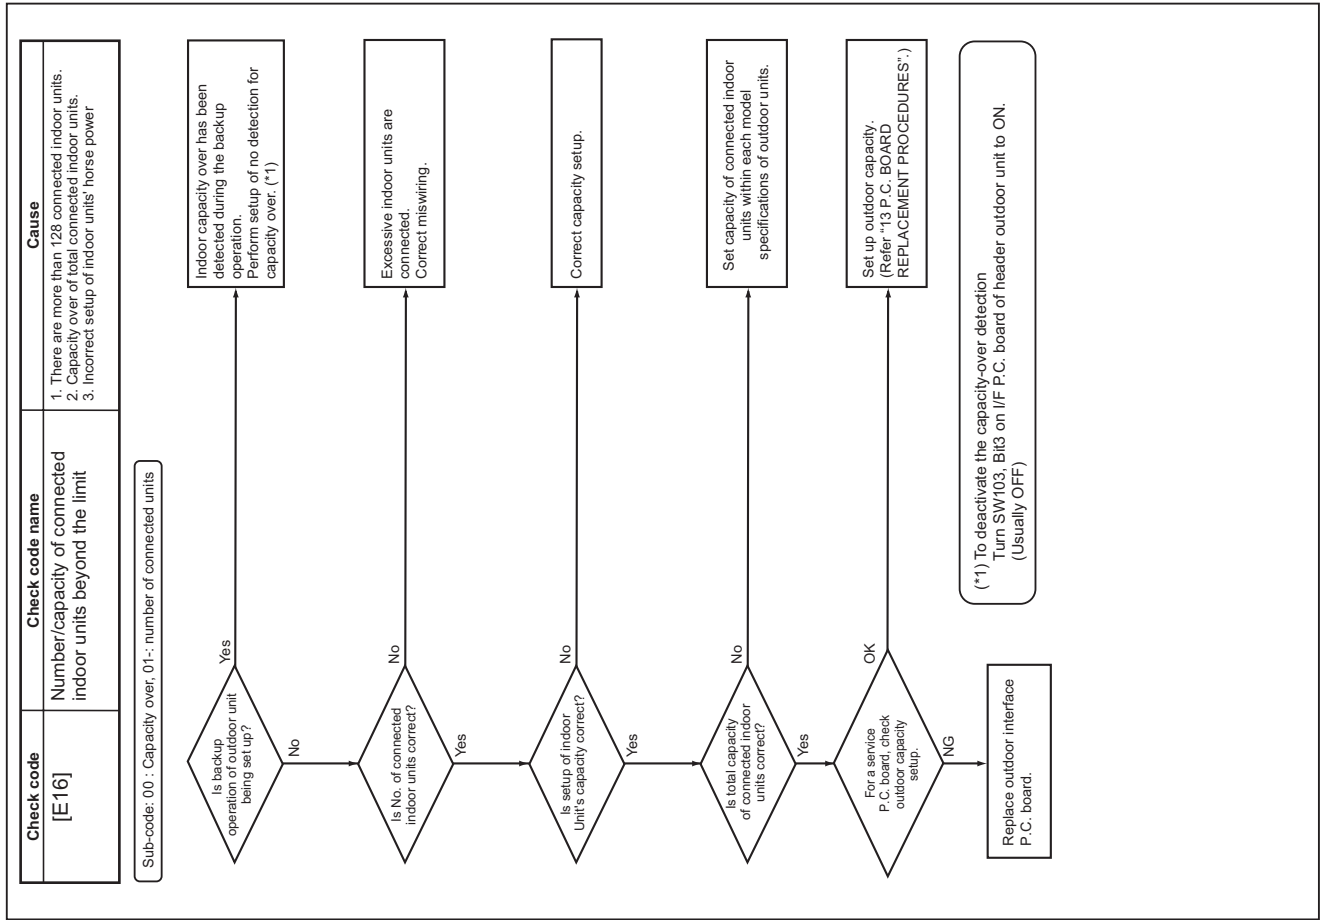 Check code
Check code name
Cause
[E16]
Number/capacity of connected
indoor units beyond the limit
1. There are more than 128 connected indoor units.
2. Capacity over of total connected indoor units.
3. Incorrect setup of indoor units' horse power
Sub-code: 00 : Capacity over, 01-: number of connected units
Is backup
operation of outdoor unit
being set up?
Yes
Indoor capacity over has been
detected during the backup
operation.
Perform setup of no detection for
capacity over. (*1)
No
Is No. of connected
indoor units correct?
No
Excessive indoor units are
connected.
Correct miswiring.
Yes
Is setup of indoor
Unit's capacity correct?
No
Correct capacity setup.
Yes
Is total capacity
of connected indoor
units correct?
No
Set capacity of connected indoor
units within each model
specifications of outdoor units.
Yes
For a service
P.C. board, check
outdoor capacity
setup.
OK
Set up outdoor capacity.
(Refer “13 P.C. BOARD
REPLACEMENT PROCEDURES”.)
NG
Replace outdoor interface
P.C. board.
(*1) To deactivate the capacity-over detection
Turn SW103, Bit3 on I/F P.C. board of header outdoor unit to ON.
(Usually OFF)